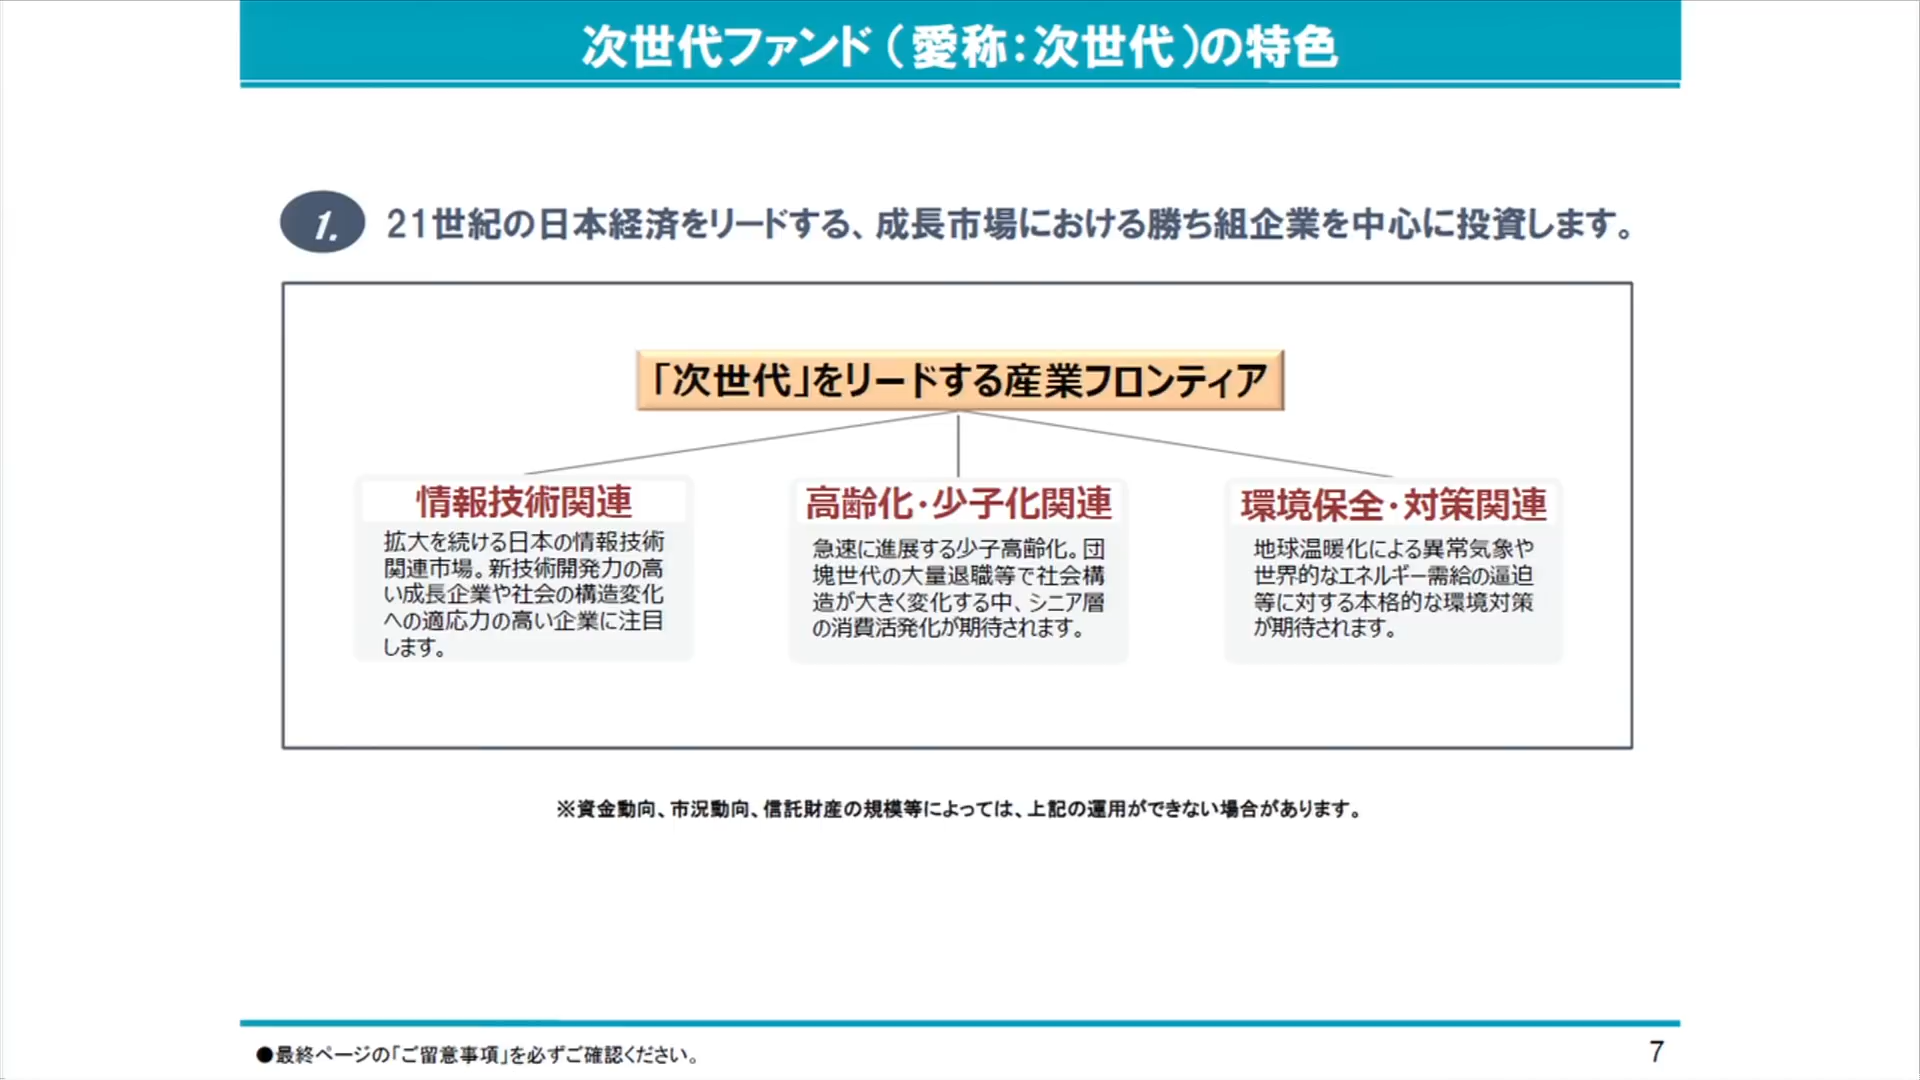 次世代ファンド（愛称：次世代）の特色
1. 21世紀の日本経済をリードする、成長市場における勝ち組企業を中心に投資します。
「次世代」をリードする産業フロンティア
情報技術関連
拡大を続ける日本の情報技術
関連市場。新技術開発力の高
い成長企業や社会の構造変化
への適応力の高い企業に注目
します。
高齢化・少子化関連
急速に進展する少子高齢化。団
塊世代の大量退職等で社会構
造が大きく変化する中、シニア層
の消費活発化が期待されます。
環境保全・対策関連
地球温暖化による異常気象や
世界的なエネルギー需給の逼迫
等に対する本格的な環境対策
が期待されます。
※資金動向、市況動向、信託財産の規模等によっては、上記の運用ができない場合があります。
●最終ページの「ご留意事項」を必ずご確認ください。
7